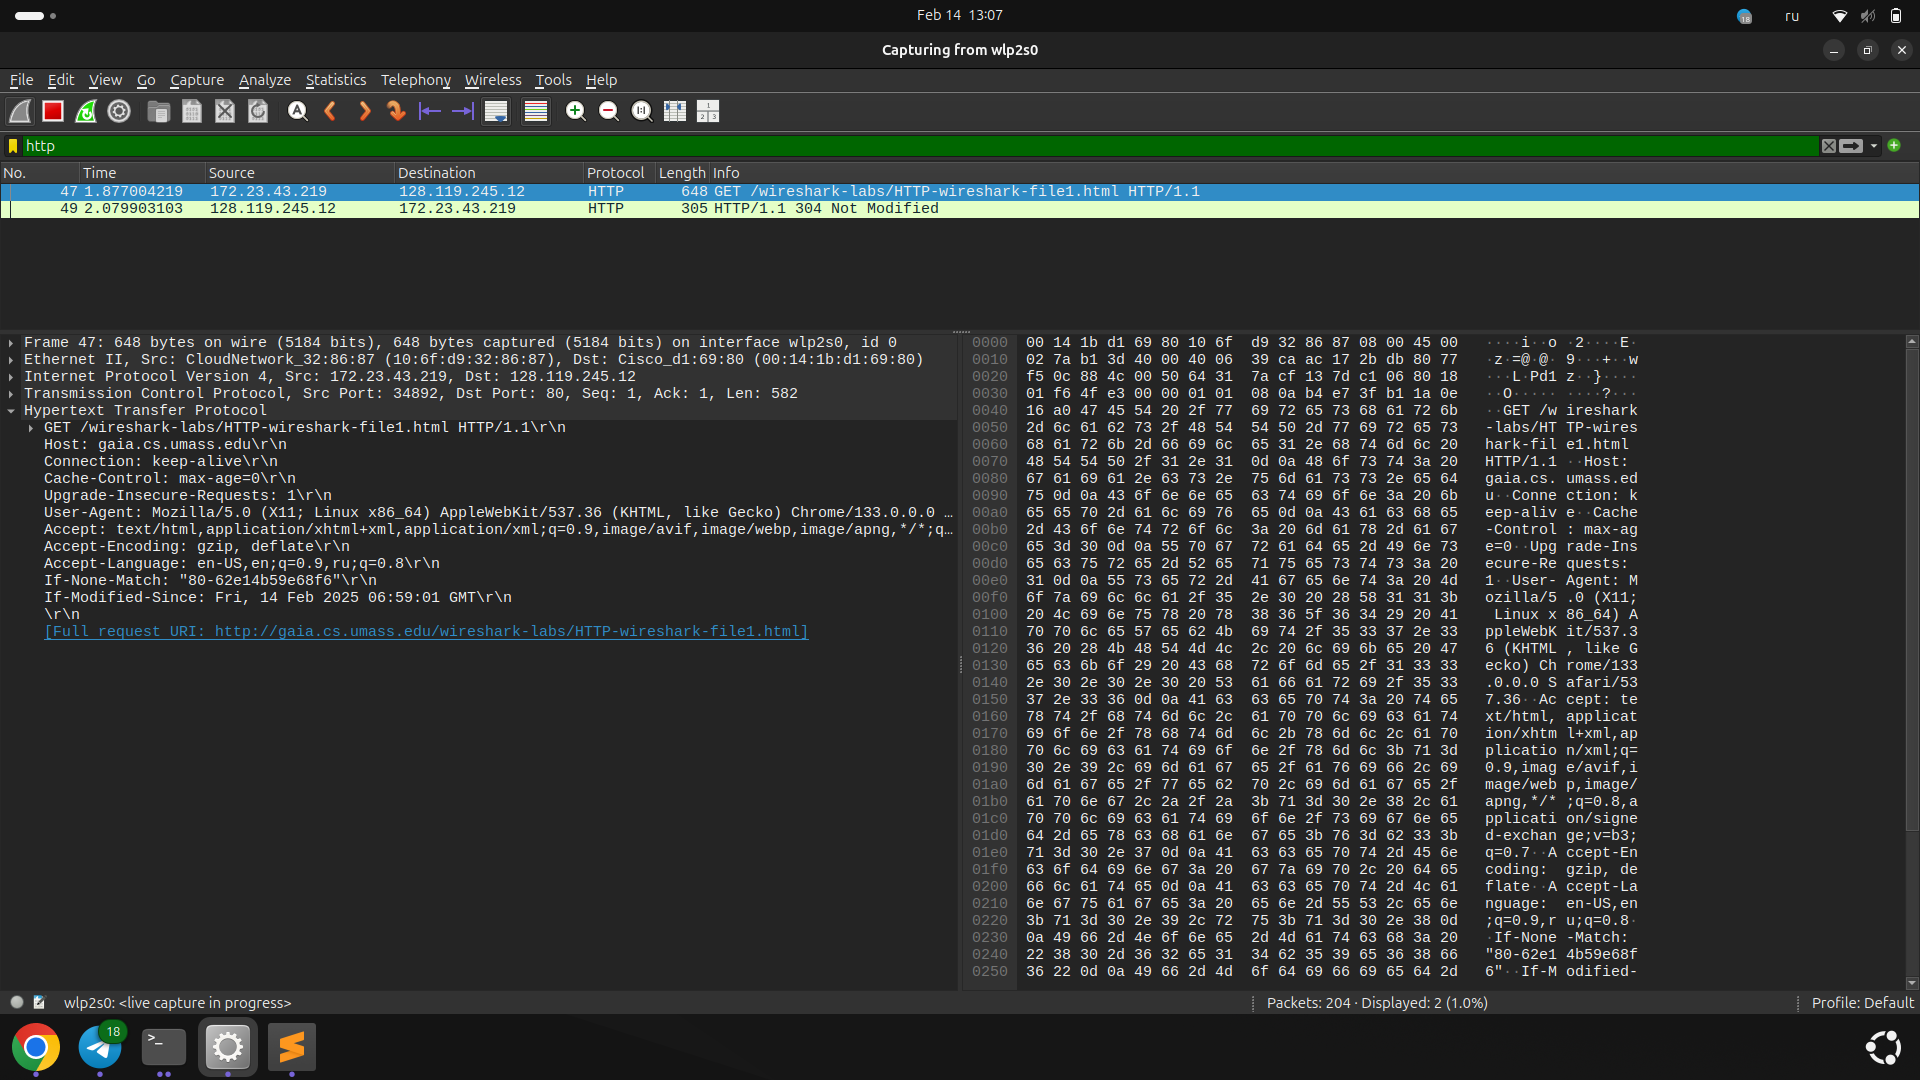 Feb 14 13:07
18
ru
Capturing from wlp2s0
File Edit View Go Capture Analyze Statistics Telephony Wireless Tools Help
http
No. Time Source Destination Protocol Length Info
47 1.877004219 172.23.43.219 128.119.245.12 HTTP 648 GET /wireshark-labs/HTTP-wireshark-file1.html HTTP/1.1
49 2.079903103 128.119.245.12 172.23.43.219 HTTP 305 HTTP/1.1 304 Not Modified
Frame 47: 648 bytes on wire (5184 bits), 648 bytes captured (5184 bits) on interface wlp2s0, id 0
Ethernet II, Src: CloudNetwork_32:86:87 (10:6f:d9:32:86:87), Dst: Cisco_d1:69:80 (00:14:1b:d1:69:80)
Internet Protocol Version 4, Src: 172.23.43.219, Dst: 128.119.245.12
Transmission Control Protocol, Src Port: 34892, Dst Port: 80, Seq: 1, Ack: 1, Len: 582
Hypertext Transfer Protocol
GET /wireshark-labs/HTTP-wireshark-file1.html HTTP/1.1\r\n
Host: gaia.cs.umass.edu\r\n
Connection: keep-alive\r\n
Cache-Control: max-age=0\r\n
Upgrade-Insecure-Requests: 1\r\n
User-Agent: Mozilla/5.0 (X11; Linux x86_64) AppleWebKit/537.36 (KHTML, like Gecko) Chrome/133.0.0.0 …
Accept: text/html,application/xhtml+xml,application/xml;q=0.9,image/avif,image/webp,image/apng,*/*;q…
Accept-Encoding: gzip, deflate\r\n
Accept-Language: en-US,en;q=0.9,ru;q=0.8\r\n
If-None-Match: "80-62e14b59e68f6"\r\n
If-Modified-Since: Fri, 14 Feb 2025 06:59:01 GMT\r\n
\r\n
[Full request URI: http://gaia.cs.umass.edu/wireshark-labs/HTTP-wireshark-file1.html]
0000 00 14 1b d1 69 80 10 6f d9 32 86 87 08 00 45 00 ····i··o ·2····E·
0010 02 7a b1 3d 40 00 40 06 39 ca ac 17 2b db 80 77 ·z·=@·@· 9···+··w
0020 f5 0c 88 4c 00 50 64 31 7a cf 13 7d c1 06 80 18 ···L·Pd1 z··}····
0030 01 f6 4f e3 00 00 01 01 08 0a b4 e7 3f b1 1a 0e ··O····· ····?···
0040 16 a0 47 45 54 20 2f 77 69 72 65 73 68 61 72 6b ··GET /w ireshark
0050 2d 6c 61 62 73 2f 48 54 54 50 2d 77 69 72 65 73 -labs/HT TP-wires
0060 68 61 72 6b 2d 66 69 6c 65 31 2e 68 74 6d 6c 20 hark-fil e1.html
0070 48 54 54 50 2f 31 2e 31 0d 0a 48 6f 73 74 3a 20 HTTP/1.1 ··Host:
0080 67 61 69 61 2e 63 73 2e 75 6d 61 73 73 2e 65 64 gaia.cs. umass.ed
0090 75 0d 0a 43 6f 6e 6e 65 63 74 69 6f 6e 3a 20 6b u··Conne ction: k
00a0 65 65 70 2d 61 6c 69 76 65 0d 0a 43 61 63 68 65 eep-aliv e··Cache
00b0 2d 43 6f 6e 74 72 6f 6c 3a 20 6d 61 78 2d 61 67 -Control : max-ag
00c0 65 3d 30 0d 0a 55 70 67 72 61 64 65 2d 49 6e 73 e=0··Upg rade-Ins
00d0 65 63 75 72 65 2d 52 65 71 75 65 73 74 73 3a 20 ecure-Re quests:
00e0 31 0d 0a 55 73 65 72 2d 41 67 65 6e 74 3a 20 4d 1··User- Agent: M
00f0 6f 7a 69 6c 6c 61 2f 35 2e 30 20 28 58 31 31 3b ozilla/5 .0 (X11;
0100 20 4c 69 6e 75 78 20 78 38 36 5f 36 34 29 20 41 Linux x 86_64) A
0110 70 70 6c 65 57 65 62 4b 69 74 2f 35 33 37 2e 33 ppleWebK it/537.3
0120 36 20 28 4b 48 54 4d 4c 2c 20 6c 69 6b 65 20 47 6 (KHTML , like G
0130 65 63 6b 6f 29 20 43 68 72 6f 6d 65 2f 31 33 33 ecko) Ch rome/133
0140 2e 30 2e 30 2e 30 20 53 61 66 61 72 69 2f 35 33 .0.0.0 S afari/53
0150 37 2e 33 36 0d 0a 41 63 63 65 70 74 3a 20 74 65 7.36··Ac cept: te
0160 78 74 2f 68 74 6d 6c 2c 61 70 70 6c 69 63 61 74 xt/html, applicat
0170 69 6f 6e 2f 78 68 74 6d 6c 2b 78 6d 6c 2c 61 70 ion/xhtm l+xml,ap
0180 70 6c 69 63 61 74 69 6f 6e 2f 78 6d 6c 3b 71 3d plicatio n/xml;q=
0190 30 2e 39 2c 69 6d 61 67 65 2f 61 76 69 66 2c 69 0.9,imag e/avif,i
01a0 6d 61 67 65 2f 77 65 62 70 2c 69 6d 61 67 65 2f mage/web p,image/
01b0 61 70 6e 67 2c 2a 2f 2a 3b 71 3d 30 2e 38 2c 61 apng,*/* ;q=0.8,a
01c0 70 70 6c 69 63 61 74 69 6f 6e 2f 73 69 67 6e 65 pplicati on/signe
01d0 64 2d 65 78 63 68 61 6e 67 65 3b 76 3d 62 33 3b d-exchan ge;v=b3;
01e0 71 3d 30 2e 37 0d 0a 41 63 63 65 70 74 2d 45 6e q=0.7··A ccept-En
01f0 63 6f 64 69 6e 67 3a 20 67 7a 69 70 2c 20 64 65 coding: gzip, de
0200 66 6c 61 74 65 0d 0a 41 63 63 65 70 74 2d 4c 61 flate··A ccept-La
0210 6e 67 75 61 67 65 3a 20 65 6e 2d 55 53 2c 65 6e nguage: en-US,en
0220 3b 71 3d 30 2e 39 2c 72 75 3b 71 3d 30 2e 38 0d ;q=0.9,r u;q=0.8·
0230 0a 49 66 2d 4e 6f 6e 65 2d 4d 61 74 63 68 3a 20 ·If-None -Match:
0240 22 38 30 2d 36 32 65 31 34 62 35 39 65 36 38 66 "80-62e1 4b59e68f
0250 36 22 0d 0a 49 66 2d 4d 6f 64 69 66 69 65 64 2d 6"··If-M odified-
wlp2s0: <live capture in progress>
Packets: 204 · Displayed: 2 (1.0%)
Profile: Default
18
>_